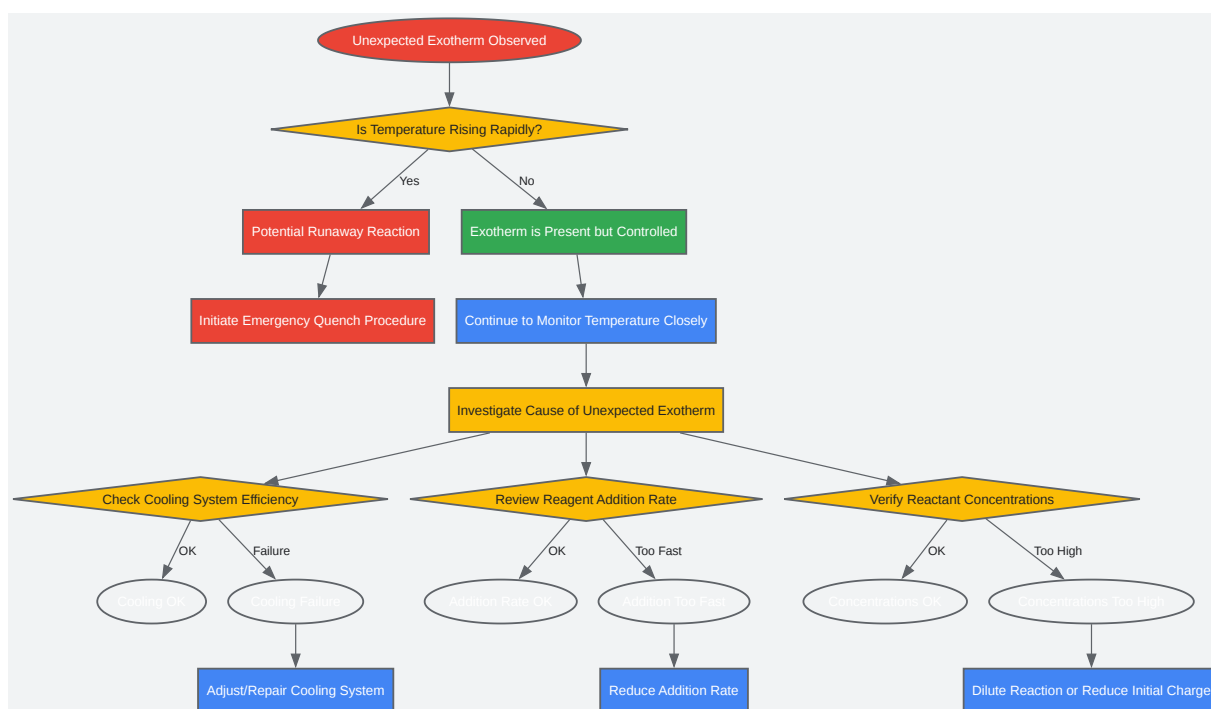 Unexpected Exotherm Observed
Is Temperature Rising Rapidly?
Yes
No
Potential Runaway Reaction
Exotherm is Present but Controlled
Initiate Emergency Quench Procedure
Continue to Monitor Temperature Closely
Investigate Cause of Unexpected Exotherm
Check Cooling System Efficiency
Review Reagent Addition Rate
Verify Reactant Concentrations
OK
Failure
OK
Too Fast
OK
Too High
Cooling OK
Cooling Failure
Addition Rate OK
Addition Too Fast
Concentrations OK
Concentrations Too High
Adjust/Repair Cooling System
Reduce Addition Rate
Dilute Reaction or Reduce Initial Charge